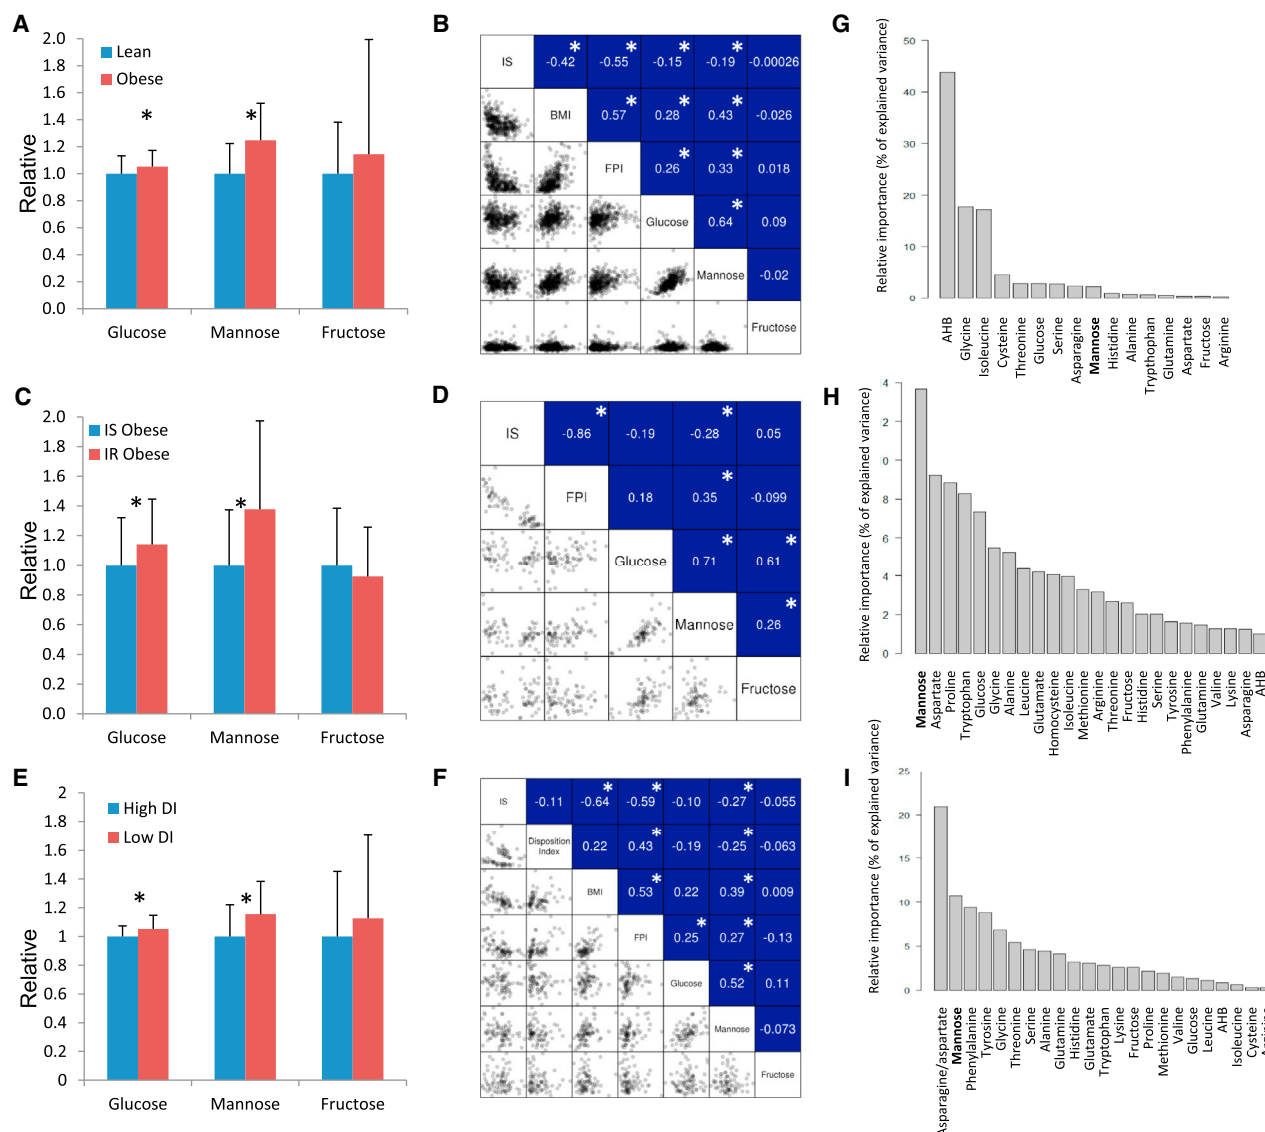 A
2.0
1.8
1.6
1.4
1.2
1.0
0.8
0.6
0.4
0.2
0.0
Relative
Lean
Obese
*
*
Glucose
Mannose
Fructose
B
IS
-0.42 *
-0.55 *
-0.15 *
-0.19 *
-0.00026
BMI
0.57 *
0.28 *
0.43 *
-0.026
FPI
0.26 *
0.33 *
0.018
Glucose
0.64 *
0.09
Mannose
-0.02
Fructose
G
Relative importance (% of explained variance)
50
40
30
20
10
0
AHB
Glycine
Isoleucine
Cysteine
Threonine
Glucose
Serine
Asparagine
Mannose
Histidine
Alanine
Trypthophan
Glutamine
Aspartate
Fructose
Arginine
C
2.0
1.8
1.6
1.4
1.2
1.0
0.8
0.6
0.4
0.2
0.0
Relative
IS Obese
IR Obese
*
*
Glucose
Mannose
Fructose
D
IS
-0.86 *
-0.19
-0.28 *
0.05
FPI
0.18
0.35 *
-0.099
Glucose
0.71 *
0.61 *
Mannose
0.26 *
Fructose
H
Relative importance (% of explained variance)
4
2
0
8
6
4
2
0
Mannose
Aspartate
Proline
Tryptophan
Glucose
Glycine
Alanine
Leucine
Glutamate
Homocysteine
Isoleucine
Methionine
Arginine
Threonine
Fructose
Histidine
Serine
Tyrosine
Phenylalanine
Glutamine
Valine
Lysine
Asparagine
AHB
E
2
1.8
1.6
1.4
1.2
1
0.8
0.6
0.4
0.2
0
Relative
High DI
Low DI
*
*
Glucose
Mannose
Fructose
F
IS
-0.11
-0.64 *
-0.59 *
-0.10
-0.27 *
-0.055
Disposition
Index
0.22
0.43 *
-0.19
-0.25 *
-0.063
BMI
0.53 *
0.22
0.39 *
0.009
FPI
0.25 *
0.27 *
-0.13
Glucose
0.52 *
0.11
Mannose
-0.073
Fructose
I
Relative importance (% of explained variance)
25
20
15
10
5
0
Asparagine/aspartate
Mannose
Phenylalanine
Tyrosine
Glycine
Threonine
Serine
Alanine
Glutamine
Histidine
Glutamate
Tryptophan
Lysine
Fructose
Proline
Methionine
Valine
Glucose
Leucine
AHB
Isoleucine
Cysteine